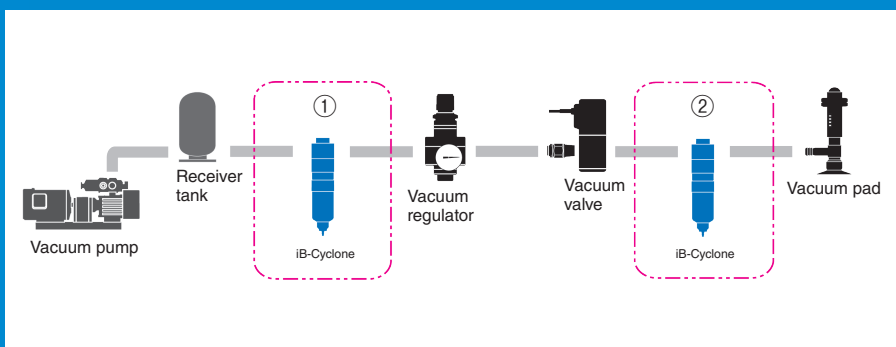 ①
②
Receiver
tank
Vacuum
regulator
Vacuum
valve
Vacuum pad
Vacuum pump
iB-Cyclone
iB-Cyclone